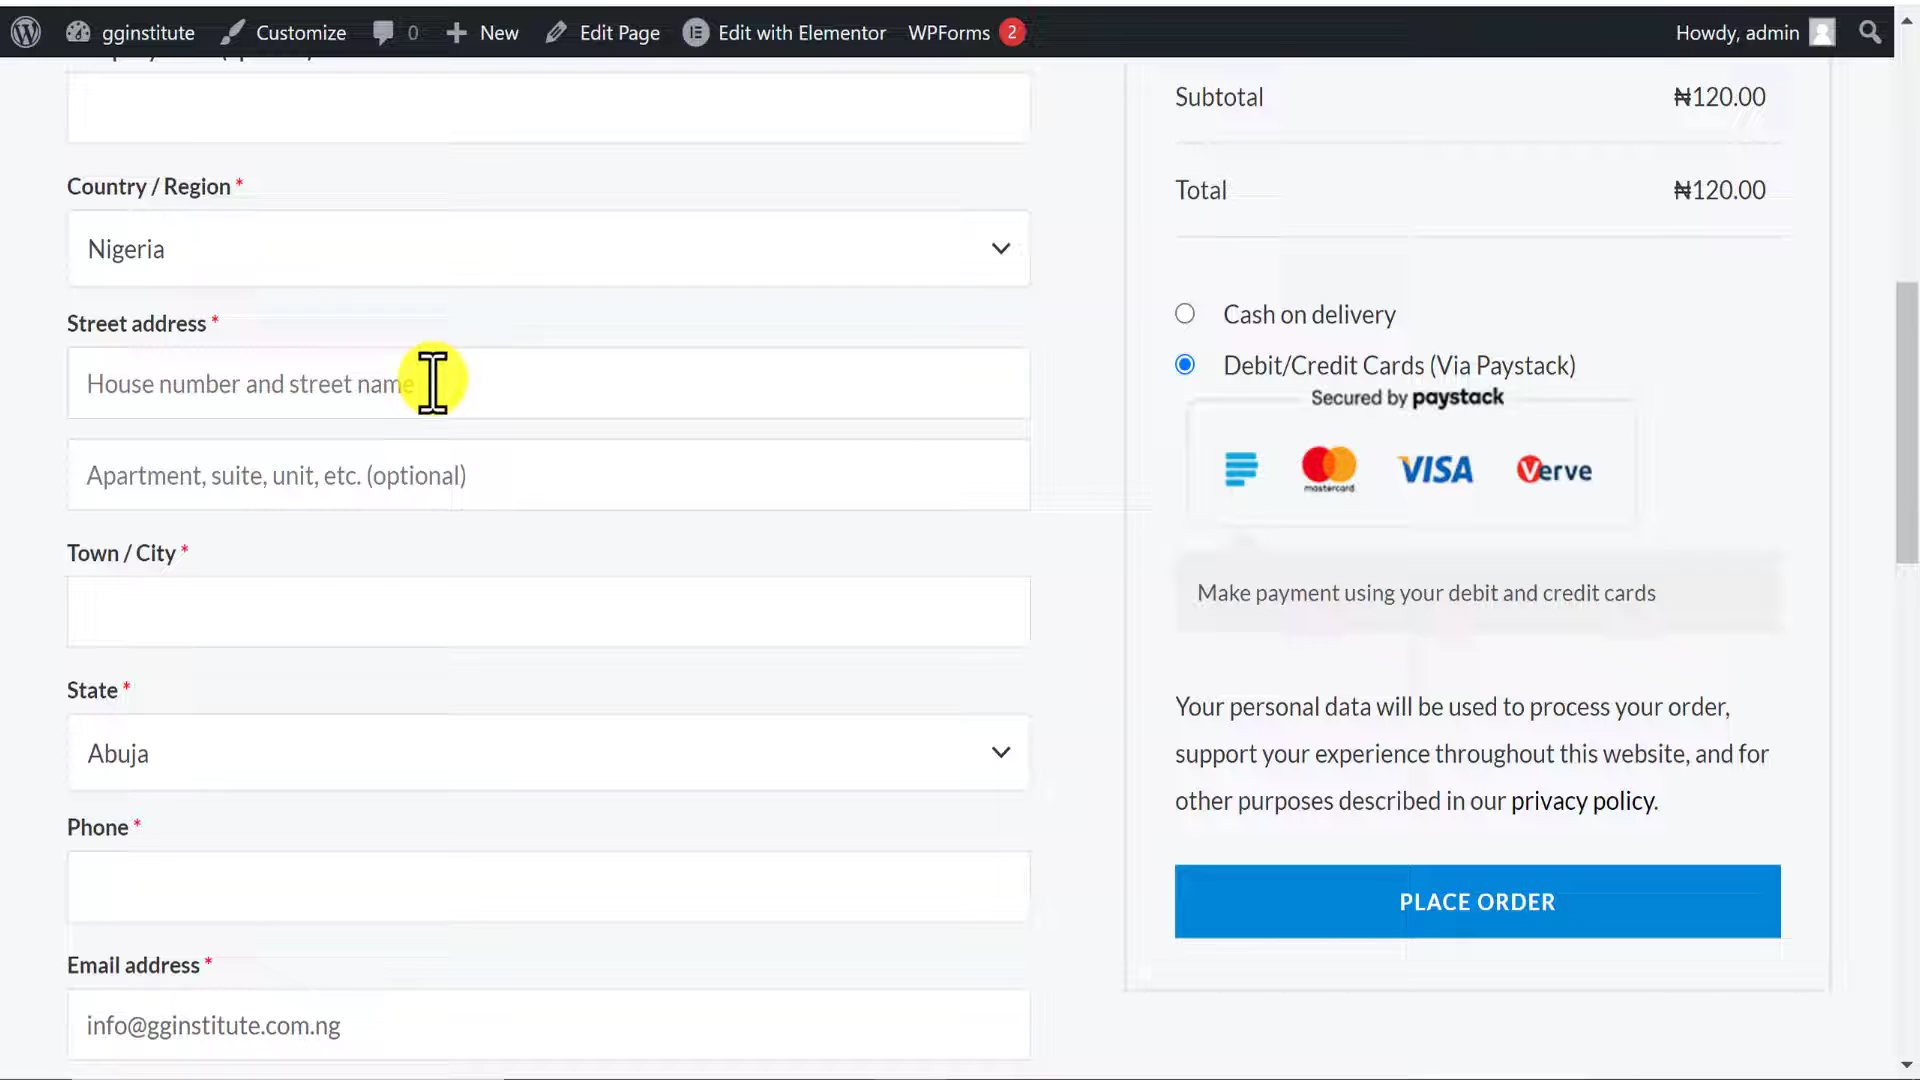 gginstitute Customize 0 New Edit Page Edit with Elementor WPForms 2 Howdy, admin
Country / Region *
Nigeria
Street address *
House number and street name
Apartment, suite, unit, etc. (optional)
Town / City *
State *
Abuja
Phone *
Email address *
info@gginstitute.com.ng
Subtotal ₦120.00
Total ₦120.00
Cash on delivery
Debit/Credit Cards (Via Paystack)
Secured by paystack
mastercard VISA Verve
Make payment using your debit and credit cards
Your personal data will be used to process your order,
support your experience throughout this website, and for
other purposes described in our privacy policy.
PLACE ORDER